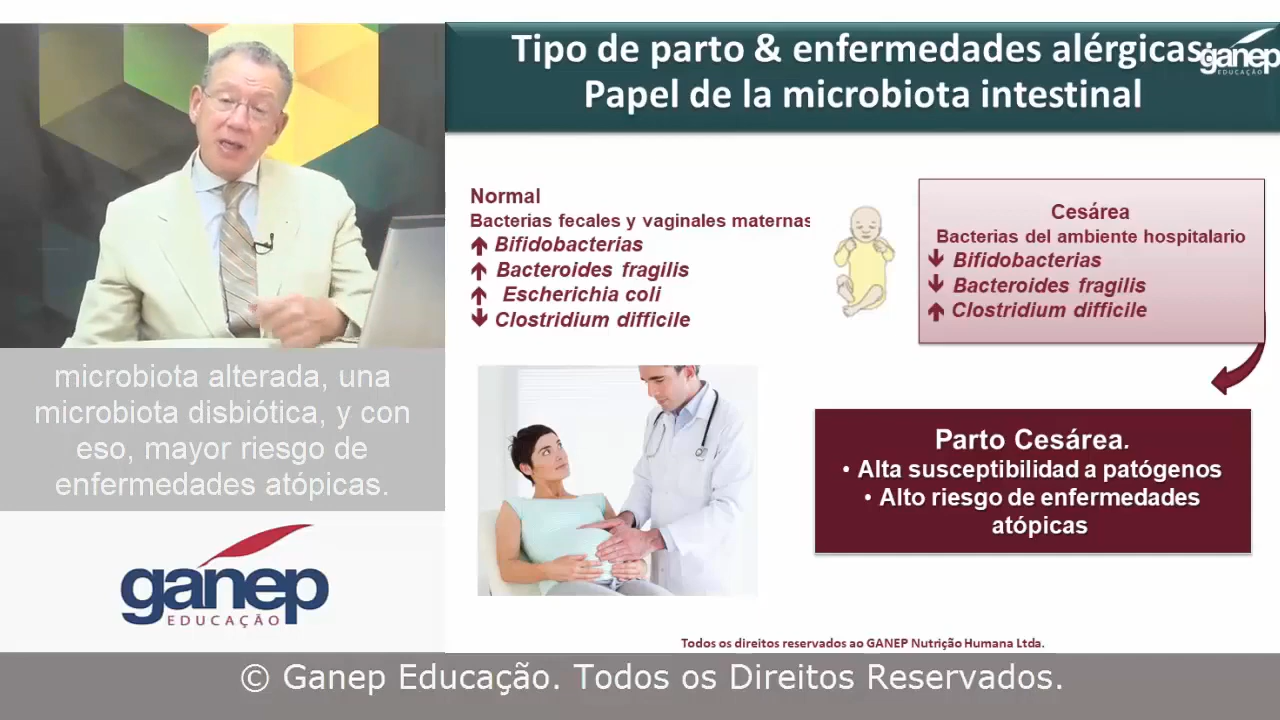 Tipo de parto & enfermedades alérgicas:
Papel de la microbiota intestinal
ganep
EDUCAÇÃO
Normal
Bacterias fecales y vaginales maternas
Bifidobacterias
Bacteroides fragilis
Escherichia coli
Clostridium difficile
Cesárea
Bacterias del ambiente hospitalario
Bifidobacterias
Bacteroides fragilis
Clostridium difficile
Parto Cesárea.
• Alta susceptibilidad a patógenos
• Alto riesgo de enfermedades
atópicas
microbiota alterada, una
microbiota disbiótica, y con
eso, mayor riesgo de
enfermedades atópicas.
ganep
EDUCAÇÃO
Todos os direitos reservados ao GANEP Nutrição Humana Ltda.
© Ganep Educação. Todos os Direitos Reservados.